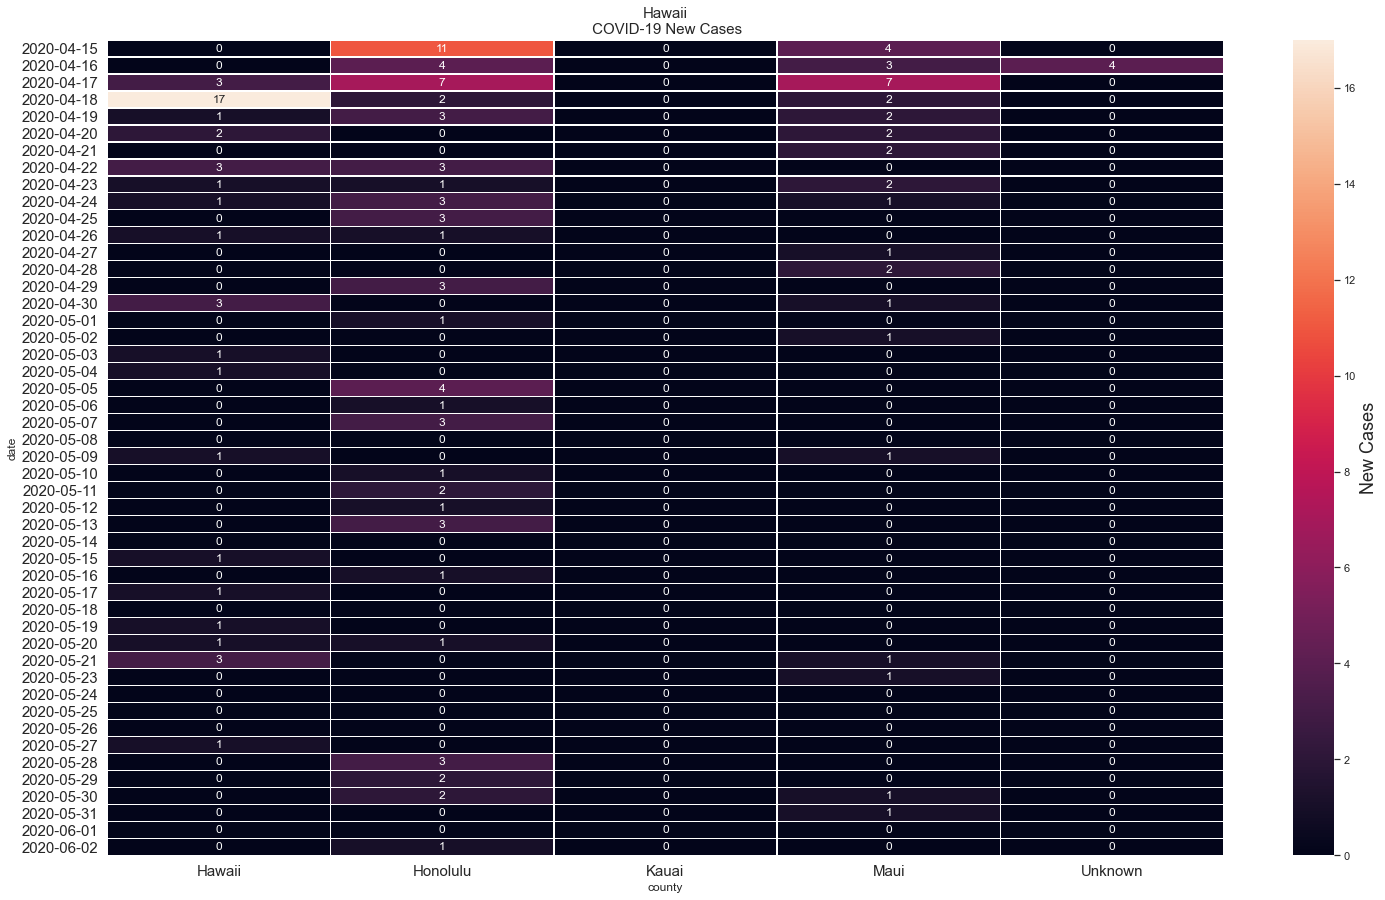 Hawaii
COVID-19 New Cases
2020-04-15 0 11 0 4 0
2020-04-16 0 4 0 3 4
2020-04-17 3 7 0 7 0
2020-04-18 17 2 0 2 0
2020-04-19 1 3 0 2 0
2020-04-20 2 0 0 2 0
2020-04-21 0 0 0 2 0
2020-04-22 3 3 0 0 0
2020-04-23 1 1 0 2 0
2020-04-24 1 3 0 1 0
2020-04-25 0 3 0 0 0
2020-04-26 1 1 0 0 0
2020-04-27 0 0 0 1 0
2020-04-28 0 0 0 2 0
2020-04-29 0 3 0 0 0
2020-04-30 3 0 0 1 0
2020-05-01 0 1 0 0 0
2020-05-02 0 0 0 1 0
2020-05-03 1 0 0 0 0
2020-05-04 1 0 0 0 0
2020-05-05 0 4 0 0 0
2020-05-06 0 1 0 0 0
2020-05-07 0 3 0 0 0
2020-05-08 0 0 0 0 0
2020-05-09 1 0 0 1 0
2020-05-10 0 1 0 0 0
2020-05-11 0 2 0 0 0
2020-05-12 0 1 0 0 0
2020-05-13 0 3 0 0 0
2020-05-14 0 0 0 0 0
2020-05-15 1 0 0 0 0
2020-05-16 0 1 0 0 0
2020-05-17 1 0 0 0 0
2020-05-18 0 0 0 0 0
2020-05-19 1 0 0 0 0
2020-05-20 1 1 0 0 0
2020-05-21 3 0 0 1 0
2020-05-23 0 0 0 1 0
2020-05-24 0 0 0 0 0
2020-05-25 0 0 0 0 0
2020-05-26 0 0 0 0 0
2020-05-27 1 0 0 0 0
2020-05-28 0 3 0 0 0
2020-05-29 0 2 0 0 0
2020-05-30 0 2 0 1 0
2020-05-31 0 0 0 1 0
2020-06-01 0 0 0 0 0
2020-06-02 0 1 0 0 0
Hawaii Honolulu Kauai Maui Unknown
county
date
16
14
12
10
8
6
4
2
0
New Cases